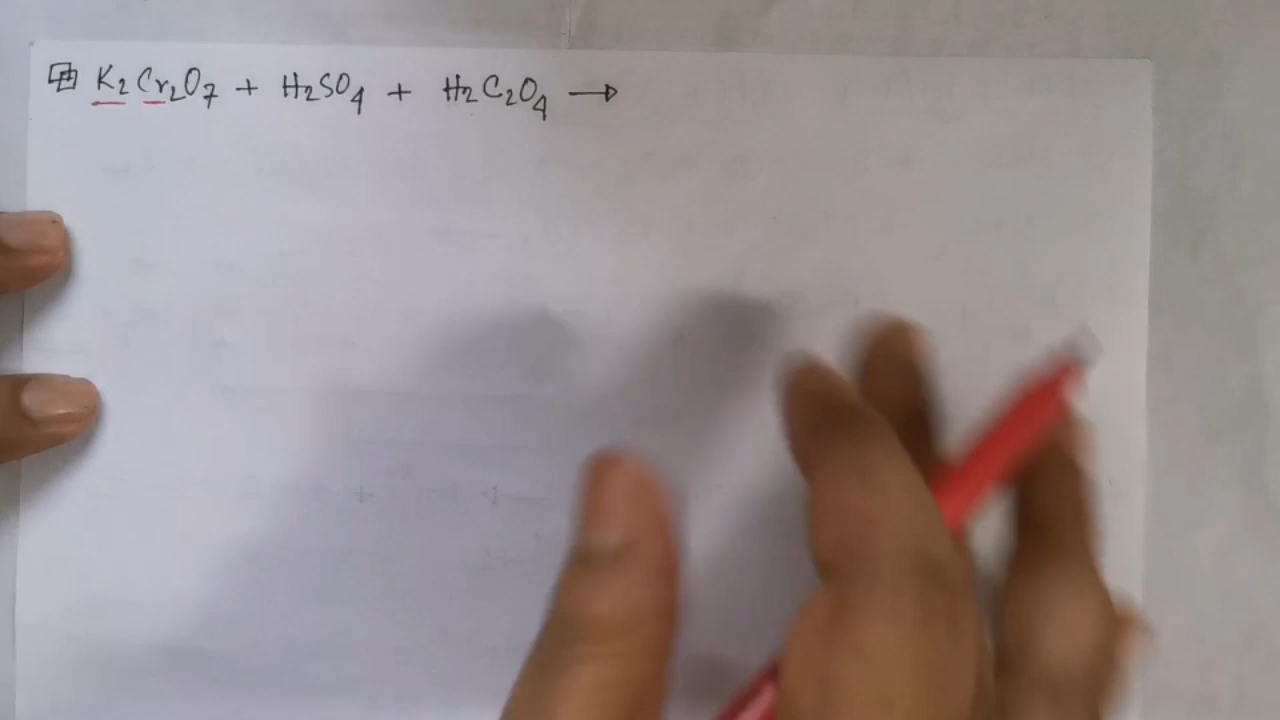 K₂Cr₂O₇ + H₂SO₄ + H₂C₂O₄ →